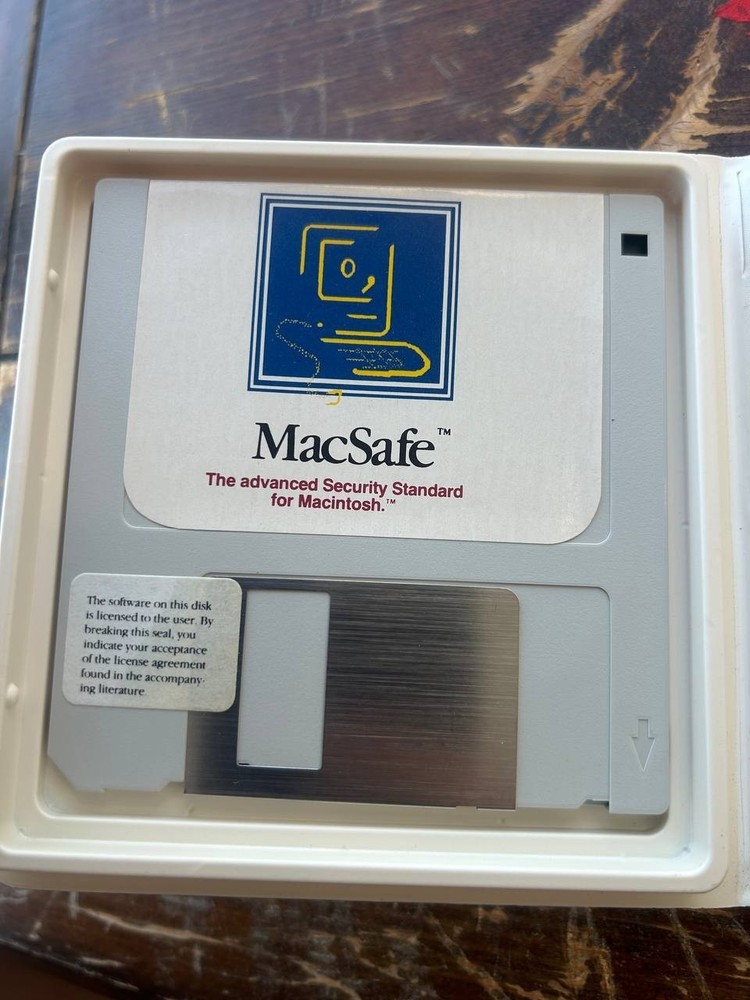 MacSafe™
The advanced Security Standard
for Macintosh.™
The software on this disk
is licensed to the user. By
breaking this seal, you
indicate your acceptance
of the license agreement
found in the accompany-
ing literature